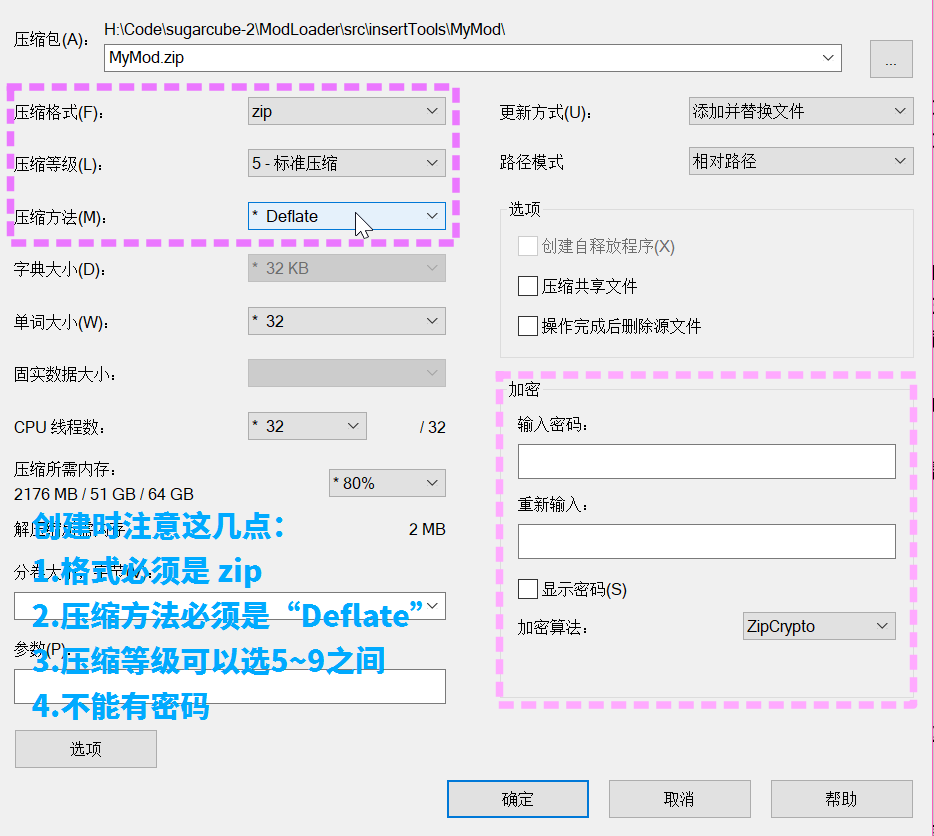 压缩包(A)： H:\Code\sugarcube-2\ModLoader\src\insertTools\MyMod\
MyMod.zip
...
压缩格式(F)： zip
压缩等级(L)： 5 - 标准压缩
压缩方法(M)： * Deflate
字典大小(D)： * 32 KB
单词大小(W)： * 32
固实数据大小：
CPU 线程数： * 32 / 32
压缩所需内存：
2176 MB / 51 GB / 64 GB * 80%
解压缩所需内存： 2 MB
创建时注意这几点：
1.格式必须是 zip
2.压缩方法必须是“Deflate”
参数(P)
3.压缩等级可以选5~9之间
4.不能有密码
选项
更新方式(U)： 添加并替换文件
路径模式 相对路径
选项
创建自释放程序(X)
压缩共享文件
操作完成后删除源文件
加密
输入密码：
重新输入：
显示密码(S)
加密算法： ZipCrypto
确定 取消 帮助